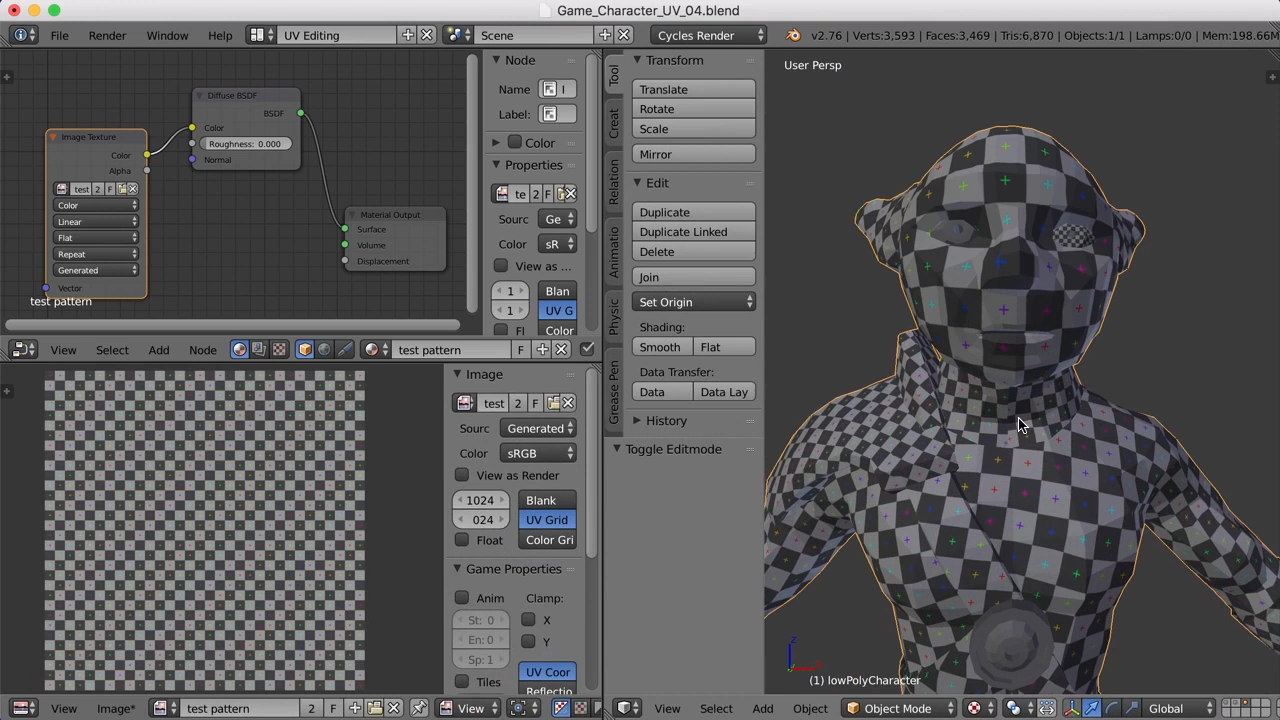 Game_Character_UV_04.blend
File Render Window Help UV Editing Scene Cycles Render v2.76 | Verts:3,593 | Faces:3,469 | Tris:6,870 | Objects:1/1 | Lamps:0/0 | Mem:198.66M
Diffuse BSDF
BSDF
Color
Roughness: 0.000
Normal
Image Texture
Color
Alpha
test 2 F
Color
Linear
Flat
Repeat
Generated
Vector
test pattern
Material Output
Surface
Volume
Displacement
Node
Name
Label:
Color
Properties
te 2 F
Sourc Ge
Color sR
View as ...
1 Blan
1 UV G
Fl Color
View Select Add Node test pattern F
Image
test 2 F
Sourc Generated
Color sRGB
View as Render
1024 Blank
024 UV Grid
Float Color Gri
Game Properties
Anim Clamp:
St: 0 X
En: 0 Y
Sp: 1
Tiles UV Coor
Reflectio
View Image* test pattern 2 F View
Tool
Creat
Relation
Animatio
Physic
Grease Pen
Transform
Translate
Rotate
Scale
Mirror
Edit
Duplicate
Duplicate Linked
Delete
Join
Set Origin
Shading:
Smooth Flat
Data Transfer:
Data Data Lay
History
Toggle Editmode
User Persp
z
(1) lowPolyCharacter
View Select Add Object Object Mode Global